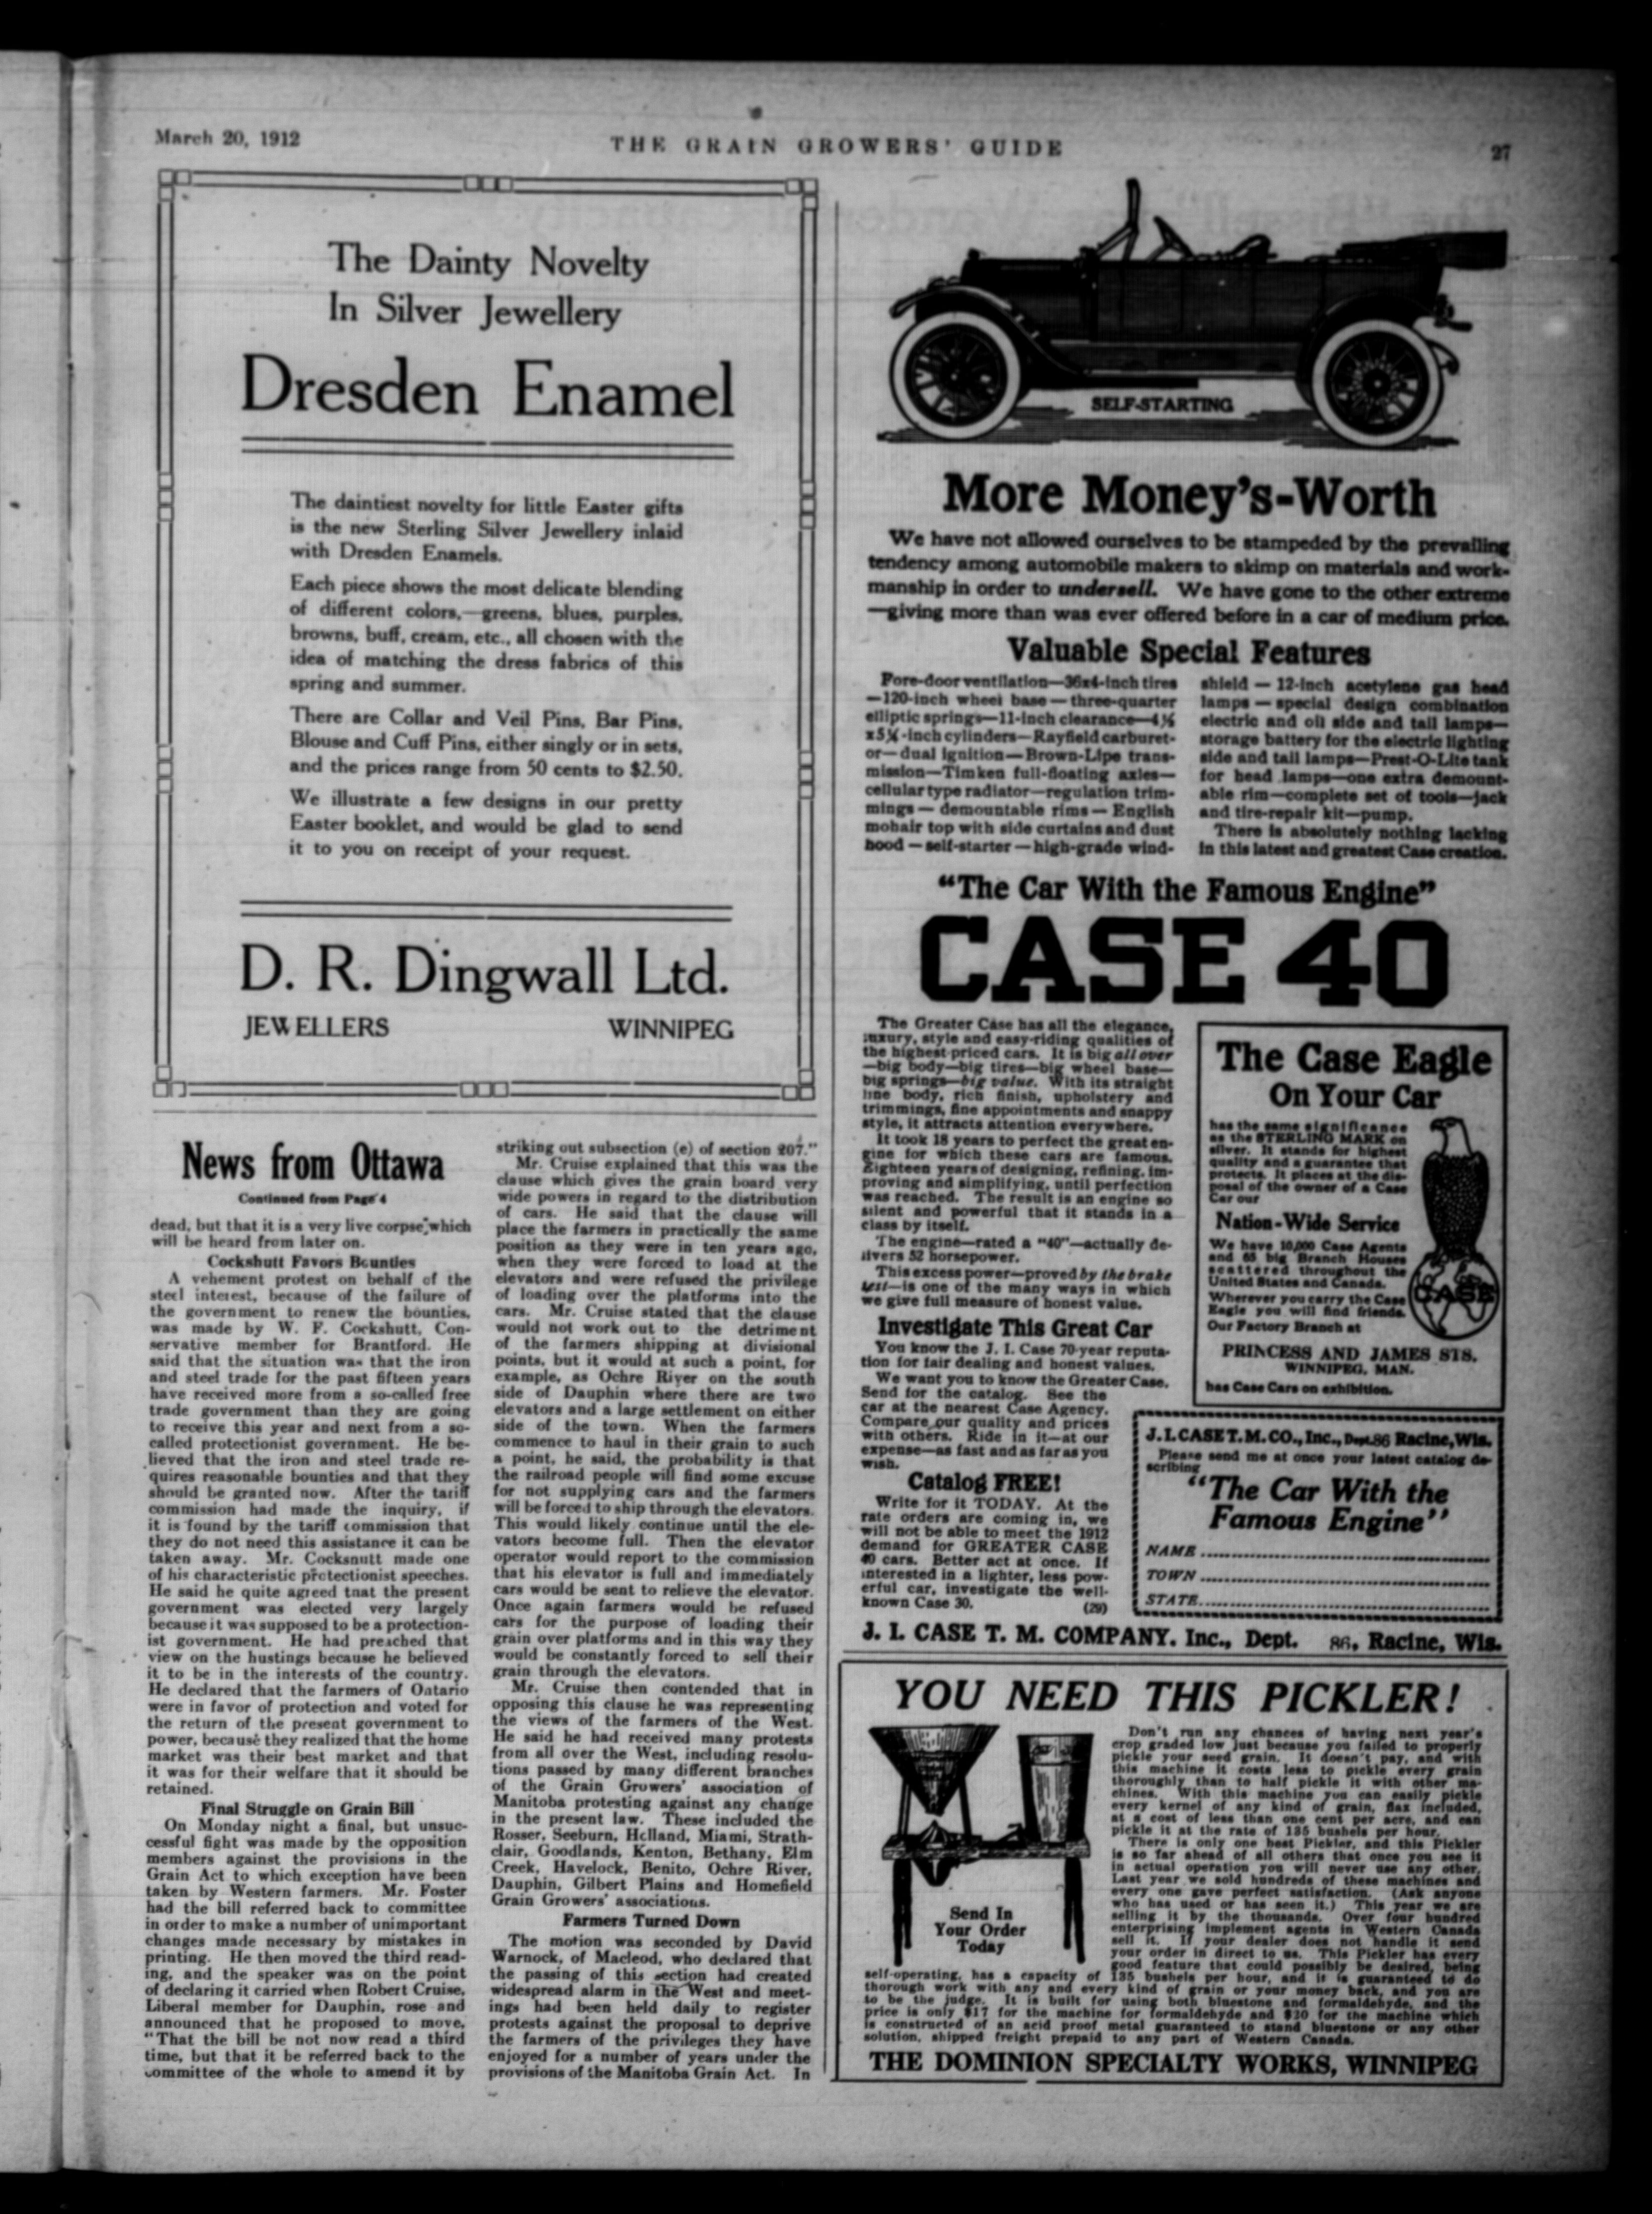 March 20, 1912
THE GRAIN GROWERS' GUIDE
27
The Dainty Novelty
In Silver Jewellery
Dresden Enamel
The daintiest novelty for little Easter gifts
is the new Sterling Silver Jewellery inlaid
with Dresden Enamels.
Each piece shows the most delicate blending
of different colors,—greens, blues, purples,
browns, buff, cream, etc., all chosen with the
idea of matching the dress fabrics of this
spring and summer.
There are Collar and Veil Pins, Bar Pins,
Blouse and Cuff Pins, either singly or in sets,
and the prices range from 50 cents to $2.50.
We illustrate a few designs in our pretty
Easter booklet, and would be glad to send
it to you on receipt of your request.
D. R. Dingwall Ltd.
JEWELLERS WINNIPEG
News from Ottawa
Continued from Page 4
dead, but that it is a very live corpse, which
will be heard from later on.
Cockshutt Favors Bounties
A vehement protest on behalf of the
steel interest, because of the failure of
the government to renew the bounties,
was made by W. F. Cockshutt, Con-
servative member for Brantford. He
said that the situation was that the iron
and steel trade for the past fifteen years
have received more from a so-called free
trade government than they are going
to receive this year and next from a so-
called protectionist government. He be-
lieved that the iron and steel trade re-
quires reasonable bounties and that they
should be granted now. After the tariff
commission had made the inquiry, if
it is found by the tariff commission that
they do not need this assistance it can be
taken away. Mr. Cocksnutt made one
of his characteristic protectionist speeches.
He said he quite agreed tnat the present
government was elected very largely
because it was supposed to be a protection-
ist government. He had preached that
view on the hustings because he believed
it to be in the interests of the country.
He declared that the farmers of Ontario
were in favor of protection and voted for
the return of the present government to
power, because they realized that the home
market was their best market and that
it was for their welfare that it should be
retained.
Final Struggle on Grain Bill
On Monday night a final, but unsuc-
cessful fight was made by the opposition
members against the provisions in the
Grain Act to which exception have been
taken by Western farmers. Mr. Foster
had the bill referred back to committee
in order to make a number of unimportant
changes made necessary by mistakes in
printing. He then moved the third read-
ing, and the speaker was on the point
of declaring it carried when Robert Cruise,
Liberal member for Dauphin, rose and
announced that he proposed to move,
"That the bill be not now read a third
time, but that it be referred back to the
committee of the whole to amend it by
striking out subsection (e) of section 207."
Mr. Cruise explained that this was the
clause which gives the grain board very
wide powers in regard to the distribution
of cars. He said that the clause will
place the farmers in practically the same
position as they were in ten years ago,
when they were forced to load at the
elevators and were refused the privilege
of loading over the platforms into the
cars. Mr. Cruise stated that the clause
would not work out to the detriment
of the farmers shipping at divisional
points, but it would at such a point, for
example, as Ochre River on the south
side of Dauphin where there are two
elevators and a large settlement on either
side of the town. When the farmers
commence to haul in their grain to such
a point, he said, the probability is that
the railroad people will find some excuse
for not supplying cars and the farmers
will be forced to ship through the elevators.
This would likely continue until the ele-
vators become full. Then the elevator
operator would report to the commission
that his elevator is full and immediately
cars would be sent to relieve the elevator.
Once again farmers would be refused
cars for the purpose of loading their
grain over platforms and in this way they
would be constantly forced to sell their
grain through the elevators.
Mr. Cruise then contended that in
opposing this clause he was representing
the views of the farmers of the West.
He said he had received many protests
from all over the West, including resolu-
tions passed by many different branches
of the Grain Growers' association of
Manitoba protesting against any change
in the present law. These included the
Rosser, Seeburn, Holland, Miami, Strath-
clair, Goodlands, Kenton, Bethany, Elm
Creek, Havelock, Benito, Ochre River,
Dauphin, Gilbert Plains and Homefield
Grain Growers' associations.
Farmers Turned Down
The motion was seconded by David
Warnock, of Macleod, who declared that
the passing of this section had created
widespread alarm in the West and meet-
ings had been held daily to register
protests against the proposal to deprive
the farmers of the privileges they have
enjoyed for a number of years under the
provisions of the Manitoba Grain Act. In
SELF-STARTING
More Money's-Worth
We have not allowed ourselves to be stampeded by the prevailing
tendency among automobile makers to skimp on materials and work-
manship in order to undersell. We have gone to the other extreme
—giving more than was ever offered before in a car of medium price.
Valuable Special Features
Fore-door ventilation—36x4-inch tires
—120-inch wheel base—three-quarter
elliptic springs—11-inch clearance—4¼
x5¼-inch cylinders—Rayfield carburet-
or—dual ignition—Brown-Lipe trans-
mission—Timken full-floating axles—
cellular type radiator—regulation trim-
mings—demountable rims—English
mohair top with side curtains and dust
hood—self-starter—high-grade wind-
shield—12-inch acetylene gas head
lamps—special design combination
electric and oil side and tail lamps—
storage battery for the electric lighting
side and tail lamps—Prest-O-Lite tank
for head lamps—one extra demount-
able rim—complete set of tools—jack
and tire-repair kit—pump.
There is absolutely nothing lacking
in this latest and greatest Case creation.
"The Car With the Famous Engine"
CASE 40
The Greater Case has all the elegance,
luxury, style and easy-riding qualities of
the highest-priced cars. It is big all over
—big body—big tires—big wheel base—
big springs—big value. With its straight
line body, rich finish, upholstery and
trimmings, fine appointments and snappy
style, it attracts attention everywhere.
It took 18 years to perfect the great en-
gine for which these cars are famous.
Eighteen years of designing, refining, im-
proving and simplifying, until perfection
was reached. The result is an engine so
silent and powerful that it stands in a
class by itself.
The engine—rated a "40"—actually de-
livers 52 horsepower.
This excess power—proved by the brake
test—is one of the many ways in which
we give full measure of honest value.
Investigate This Great Car
You know the J. I. Case 70-year reputa-
tion for fair dealing and honest values.
We want you to know the Greater Case.
Send for the catalog. See the
car at the nearest Case Agency.
Compare our quality and prices
with others. Ride in it—at our
expense—as fast and as far as you
wish.
Catalog FREE!
Write for it TODAY. At the
rate orders are coming in, we
will not be able to meet the 1912
demand for GREATER CASE
40 cars. Better act at once. If
interested in a lighter, less pow-
erful car, investigate the well-
known Case 30. (29)
The Case Eagle
On Your Car
has the same significance
as the STERLING MARK on
silver. It stands for highest
quality and a guarantee that
protects. It places at the dis-
posal of the owner of a Case
Car our
Nation-Wide Service
We have 10,000 Case Agents
and 65 big Branch Houses
scattered throughout the
United States and Canada.
Wherever you carry the Case
Eagle you will find friends.
Our Factory Branch at
CASE
PRINCESS AND JAMES STS.
WINNIPEG, MAN.
has Case Cars on exhibition.
J. I. CASE T. M. CO., Inc., Dept. 86 Racine, Wis.
Please send me at once your latest catalog de-
scribing
"The Car With the
Famous Engine"
NAME
TOWN
STATE
J. I. CASE T. M. COMPANY, Inc., Dept. 86, Racine, Wis.
YOU NEED THIS PICKLER!
Don't run any chances of having next year's
crop graded low just because you failed to properly
pickle your seed grain. It doesn't pay, and with
this machine it costs less to pickle every grain
thoroughly than to half pickle it with other ma-
chines. With this machine you can easily pickle
every kernel of any kind of grain, flax included,
at a cost of less than one cent per acre, and can
pickle it at the rate of 135 bushels per hour.
There is only one best Pickler, and this Pickler
is so far ahead of all others that once you see it
in actual operation you will never use any other.
Last year we sold hundreds of these machines and
every one gave perfect satisfaction. (Ask anyone
who has used or has seen it.) This year we are
selling it by the thousands. Over four hundred
enterprising implement agents in Western Canada
sell it. If your dealer does not handle it send
your order in direct to us. This Pickler has every
good feature that could possibly be desired, being
Send In
Your Order
Today
self-operating, has a capacity of 135 bushels per hour, and it is guaranteed to do
thorough work with any and every kind of grain or your money back, and you are
to be the judge. It is built for using both bluestone and formaldehyde, and the
price is only $17 for the machine for formaldehyde and $20 for the machine which
is constructed of an acid proof metal guaranteed to stand bluestone or any other
solution, shipped freight prepaid to any part of Western Canada.
THE DOMINION SPECIALTY WORKS, WINNIPEG